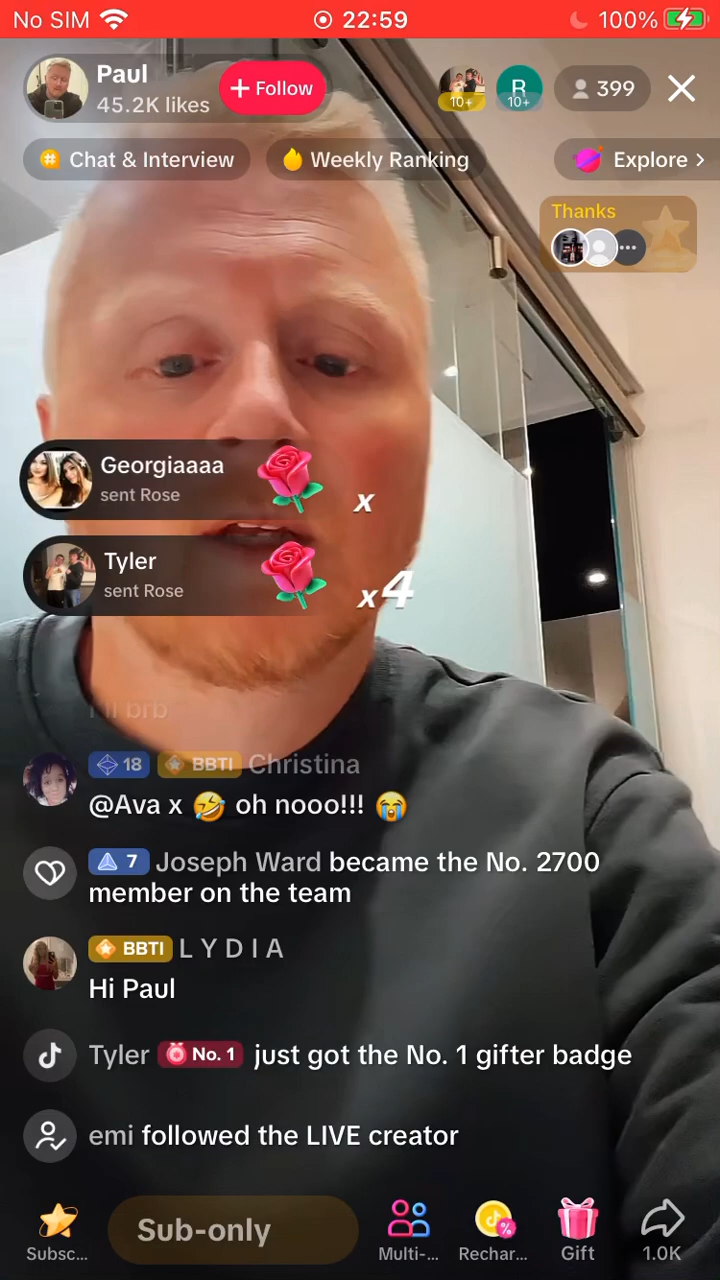 No SIM 22:59 100%
Paul
45.2K likes
+ Follow
10+
R
10+
399
Chat & Interview
Weekly Ranking
Explore >
Thanks
Georgiaaaa
sent Rose
x
Tyler
sent Rose
x4
I'll brb
18 BBTI Christina
@Ava x 🤣 oh nooo!!! 😭
7 Joseph Ward became the No. 2700
member on the team
BBTI L Y D I A
Hi Paul
Tyler No. 1 just got the No. 1 gifter badge
emi followed the LIVE creator
Subsc...
Sub-only
Multi-...
Rechar...
Gift
1.0K